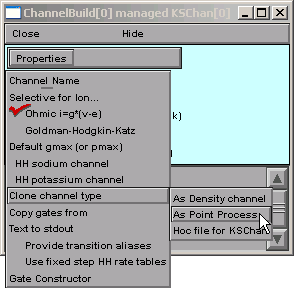 ChannelBuild[0] managed KSChan[0]
Close Hide
Properties
Channel Name
Selective for Ion...
Ohmic i=g*(v-e)
Goldman-Hodgkin-Katz
Default gmax (or pmax)
HH sodium channel
HH potassium channel
Clone channel type
Copy gates from
Text to stdout
Provide transition aliases
Use fixed step HH rate tables
Gate Constructor
k)
As Density channel
As Point Process
Hoc file for KSChan